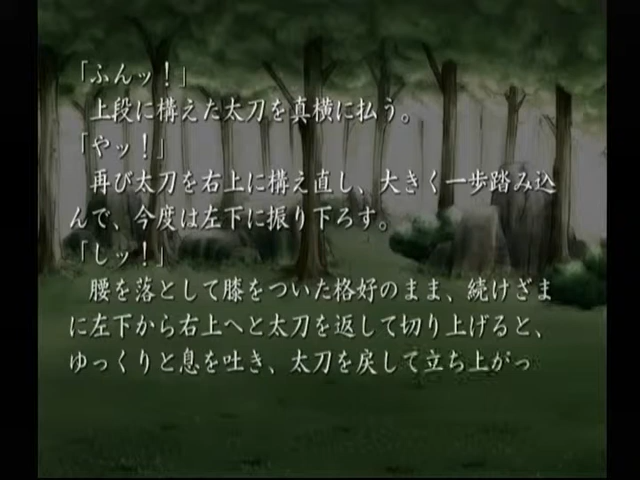 「ふんッ！」
上段に構えた太刀を真横に払う。
「やッ！」
再び太刀を右上に構え直し、大きく一歩踏み込
んで、今度は左下に振り下ろす。
「しッ！」
腰を落として膝をついた格好のまま、続けざま
に左下から右上へと太刀を返して切り上げると、
ゆっくりと息を吐き、太刀を戻して立ち上がっ